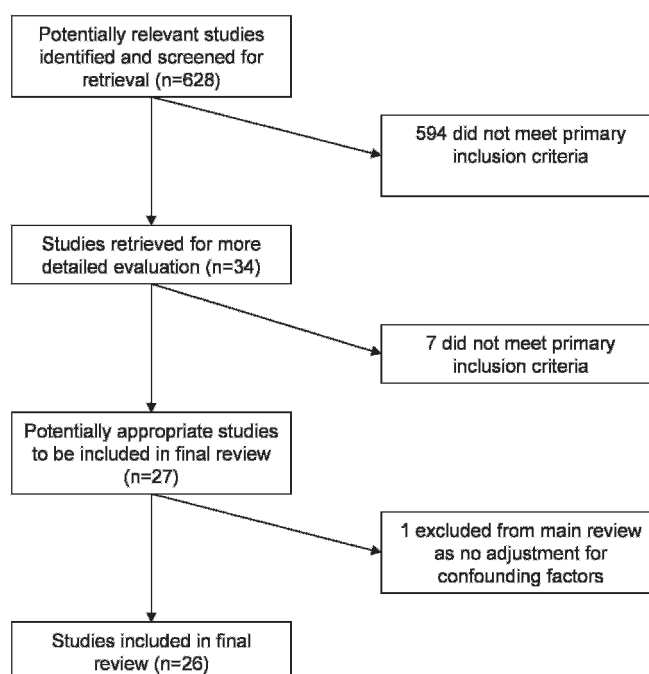 Potentially relevant studies
identified and screened for
retrieval (n=628)
594 did not meet primary
inclusion criteria
Studies retrieved for more
detailed evaluation (n=34)
7 did not meet primary
inclusion criteria
Potentially appropriate studies
to be included in final review
(n=27)
1 excluded from main review
as no adjustment for
confounding factors
Studies included in final
review (n=26)